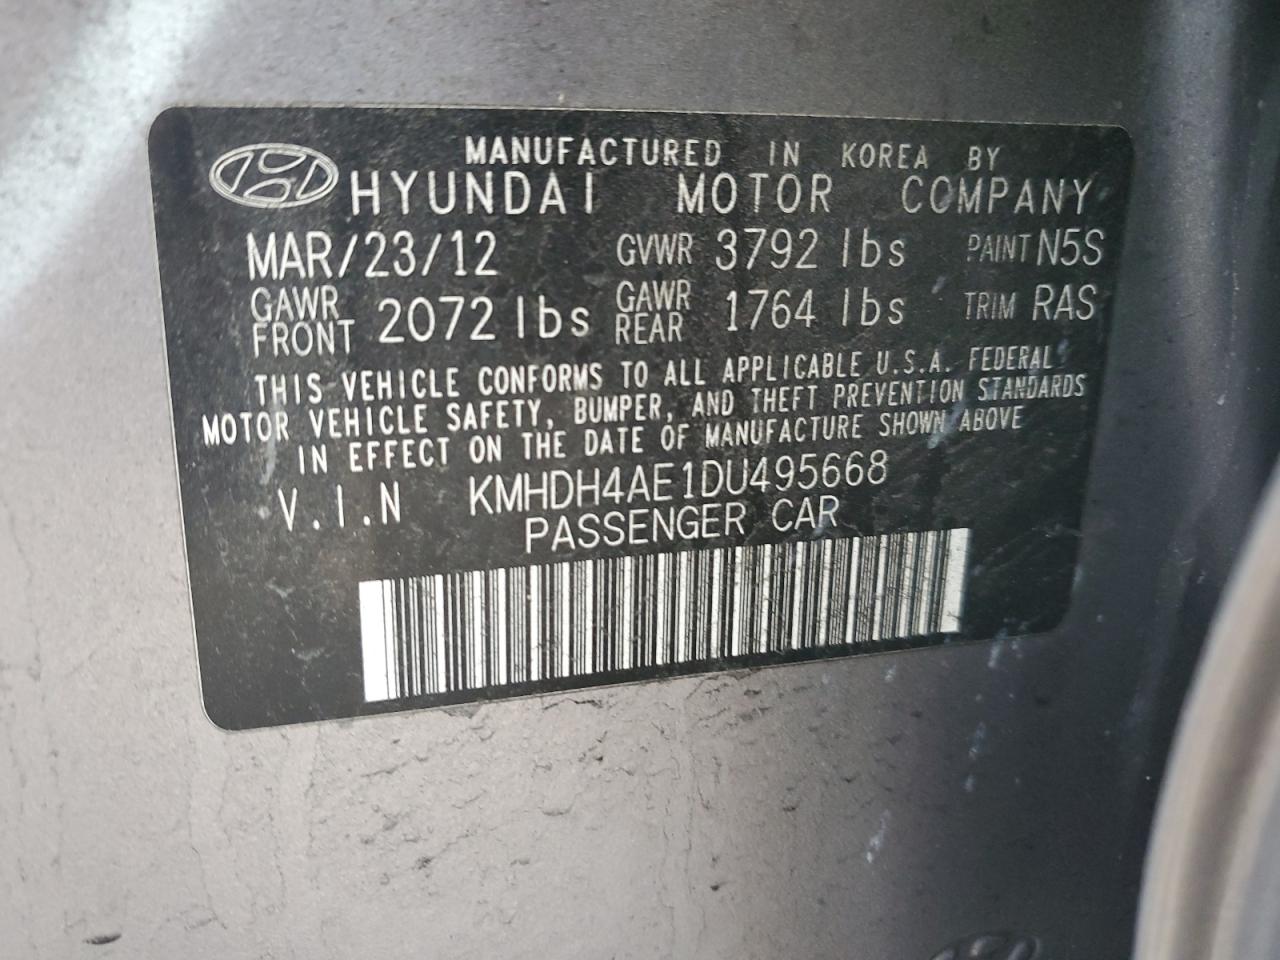 MANUFACTURED IN KOREA BY
HYUNDAI MOTOR COMPANY
MAR/23/12 GVWR 3792 lbs PAINT N5S
GAWR FRONT 2072 lbs GAWR REAR 1764 lbs TRIM RAS
THIS VEHICLE CONFORMS TO ALL APPLICABLE U.S.A. FEDERAL
MOTOR VEHICLE SAFETY, BUMPER, AND THEFT PREVENTION STANDARDS
IN EFFECT ON THE DATE OF MANUFACTURE SHOWN ABOVE
V.I.N KMHDH4AE1DU495668
PASSENGER CAR